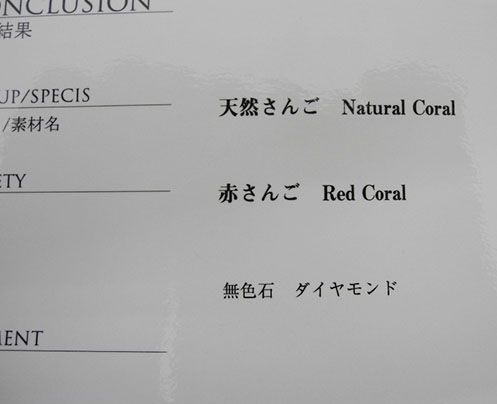 ONCLUSION
結果
UP/SPECIS
天然さんご Natural Coral
/素材名
ETY
赤さんご Red Coral
無色石 ダイヤモンド
MENT